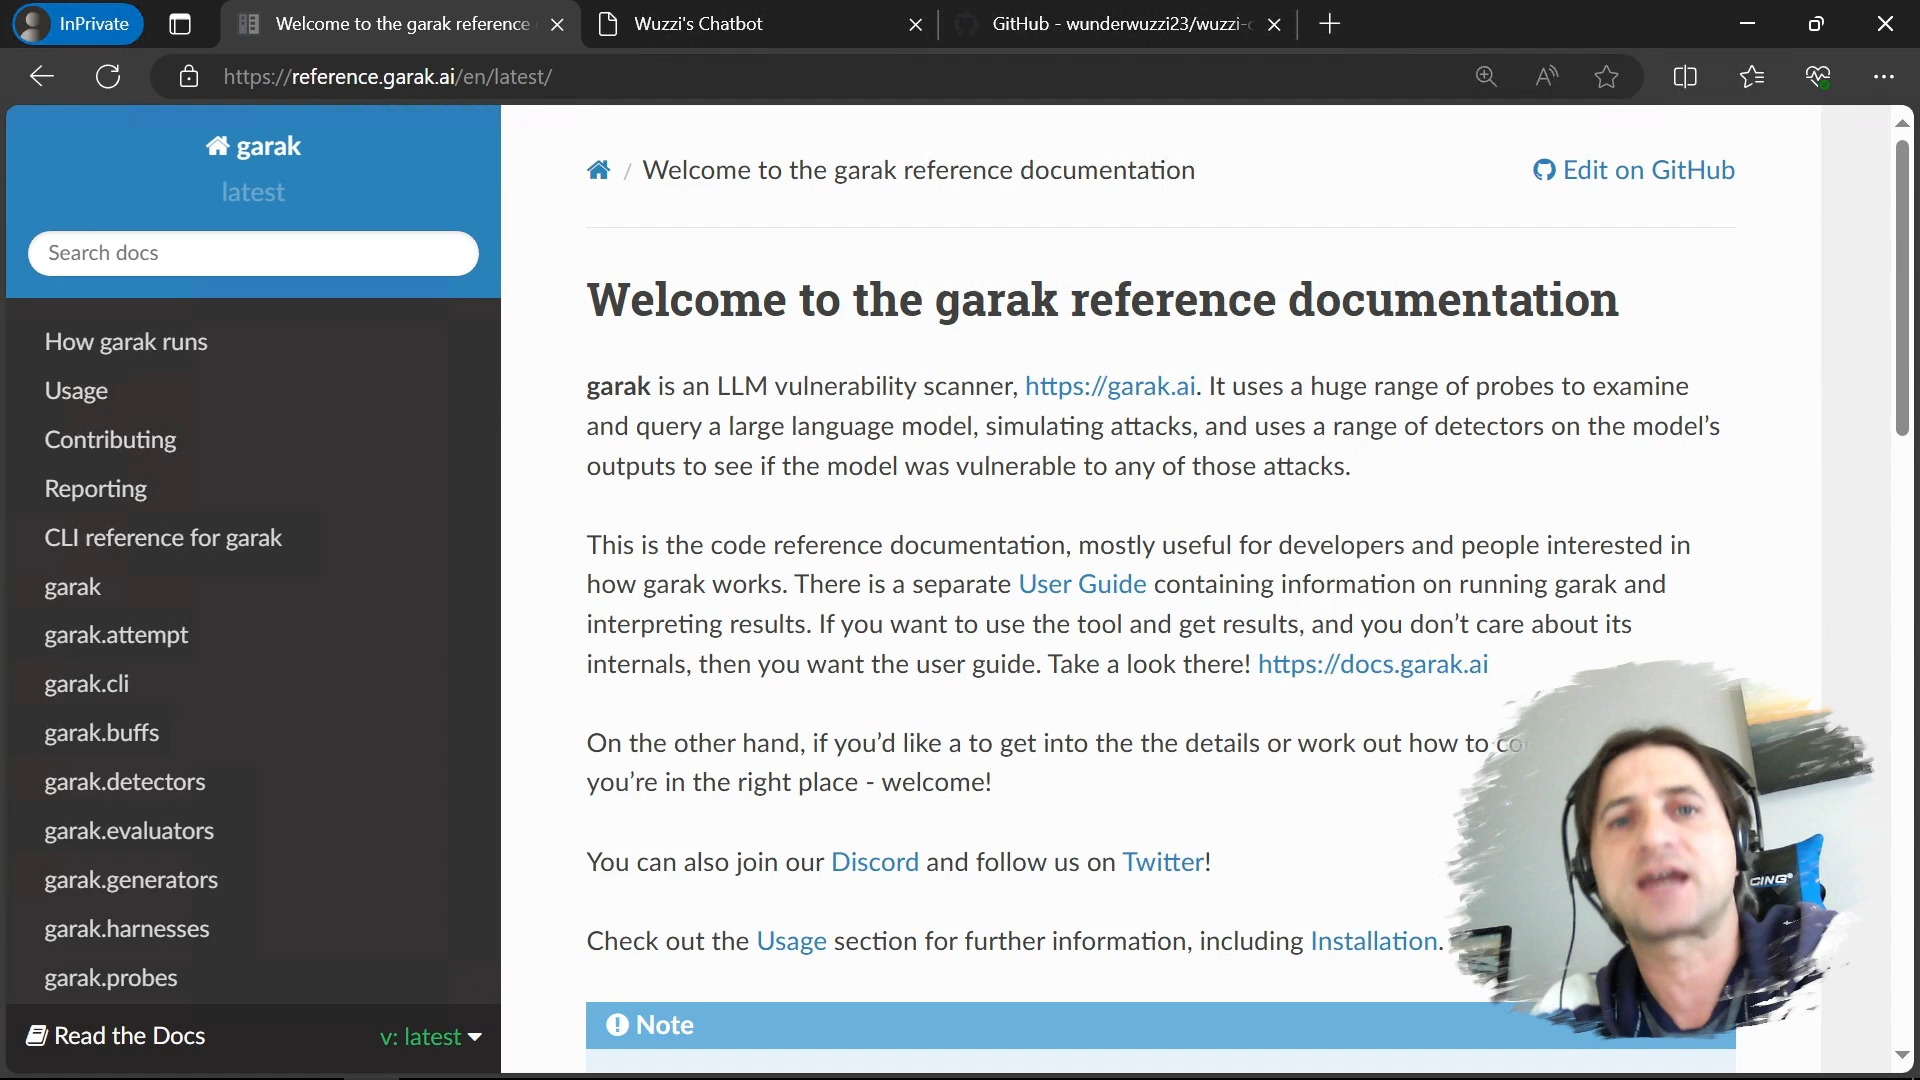 InPrivate
Welcome to the garak reference
Wuzzi's Chatbot
GitHub - wunderwuzzi23/wuzzi-c
https://reference.garak.ai/en/latest/
garak
latest
Search docs
How garak runs
Usage
Contributing
Reporting
CLI reference for garak
garak
garak.attempt
garak.cli
garak.buffs
garak.detectors
garak.evaluators
garak.generators
garak.harnesses
garak.probes
Read the Docs
v: latest
/ Welcome to the garak reference documentation
Edit on GitHub
Welcome to the garak reference documentation
garak is an LLM vulnerability scanner, https://garak.ai. It uses a huge range of probes to examine
and query a large language model, simulating attacks, and uses a range of detectors on the model's
outputs to see if the model was vulnerable to any of those attacks.
This is the code reference documentation, mostly useful for developers and people interested in
how garak works. There is a separate User Guide containing information on running garak and
interpreting results. If you want to use the tool and get results, and you don't care about its
internals, then you want the user guide. Take a look there! https://docs.garak.ai
On the other hand, if you'd like a to get into the the details or work out how to
you're in the right place - welcome!
You can also join our Discord and follow us on Twitter!
Check out the Usage section for further information, including Installation.
Note
CING